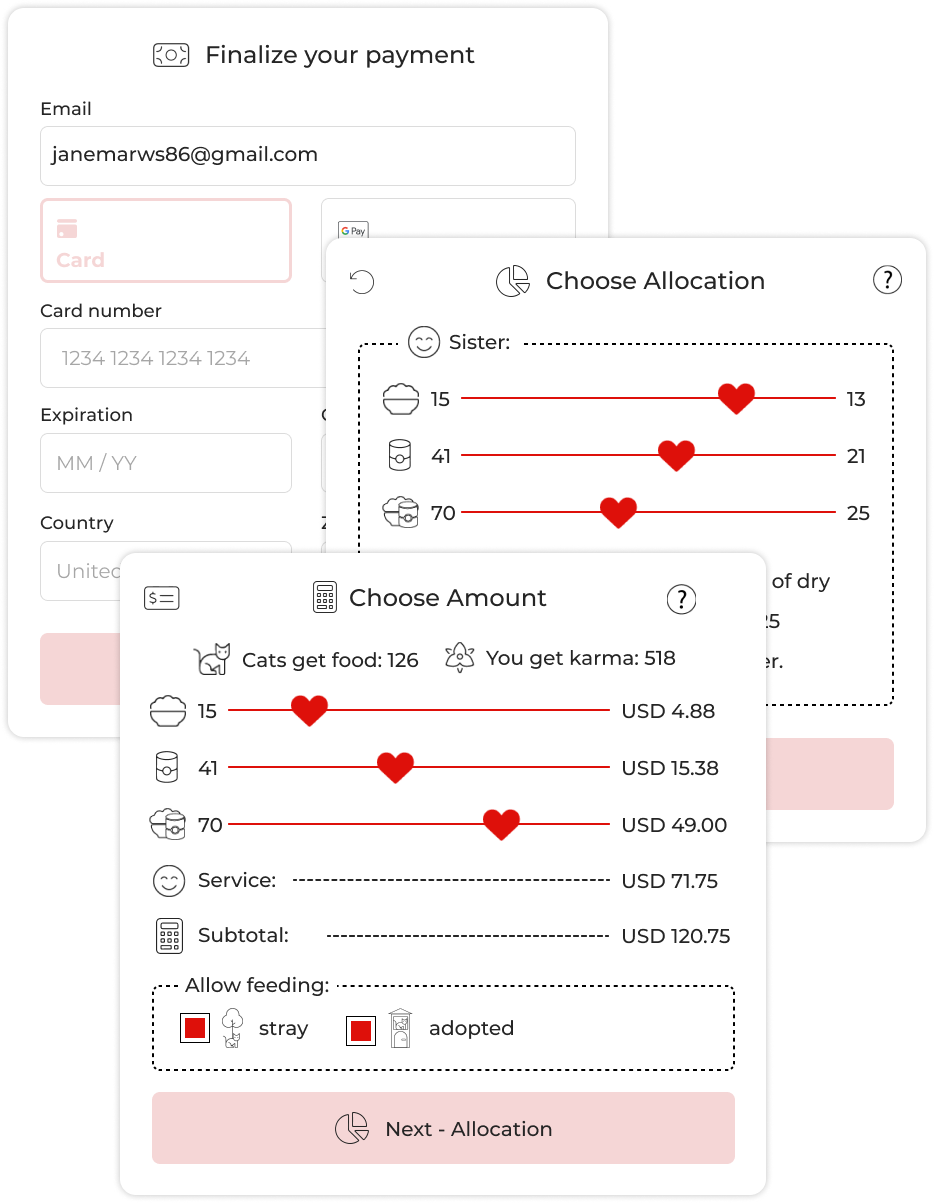 Finalize your payment
Email
janemarws86@gmail.com
Card
G Pay
Card number
1234 1234 1234 1234
Expiration
MM / YY
Country
Choose Allocation
?
Sister:
15 13
41 21
70 25
of dry
Choose Amount
?
$
Cats get food: 126 You get karma: 518
15 USD 4.88
41 USD 15.38
70 USD 49.00
Service: USD 71.75
Subtotal: USD 120.75
Allow feeding:
stray adopted
Next - Allocation